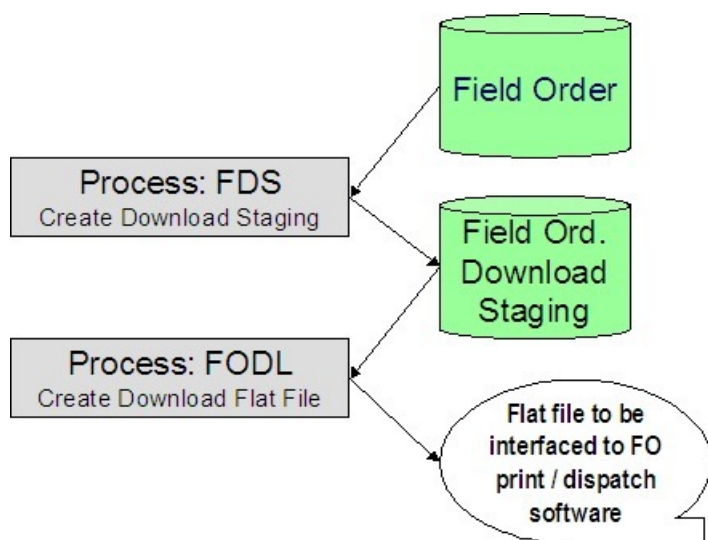 Field Order
Process: FDS
Create Download Staging
Field Ord.
Download
Staging
Process: FODL
Create Download Flat File
Flat file to be
interfaced to FO
print / dispatch
software